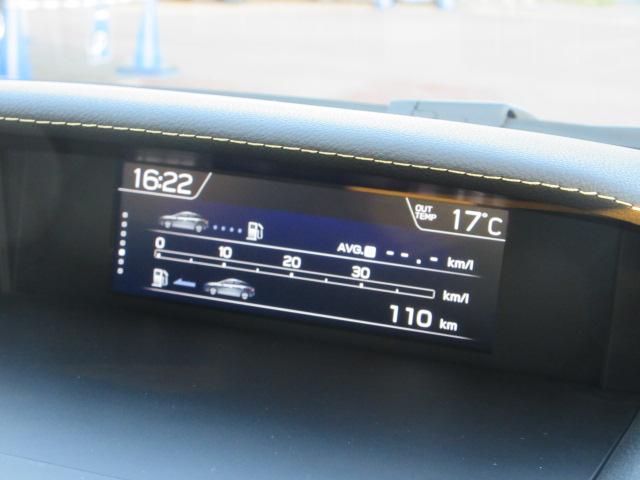 16:22
OUT TEMP 17°C
AVG. --.- km/l
0 10 20 30
km/l
110 km